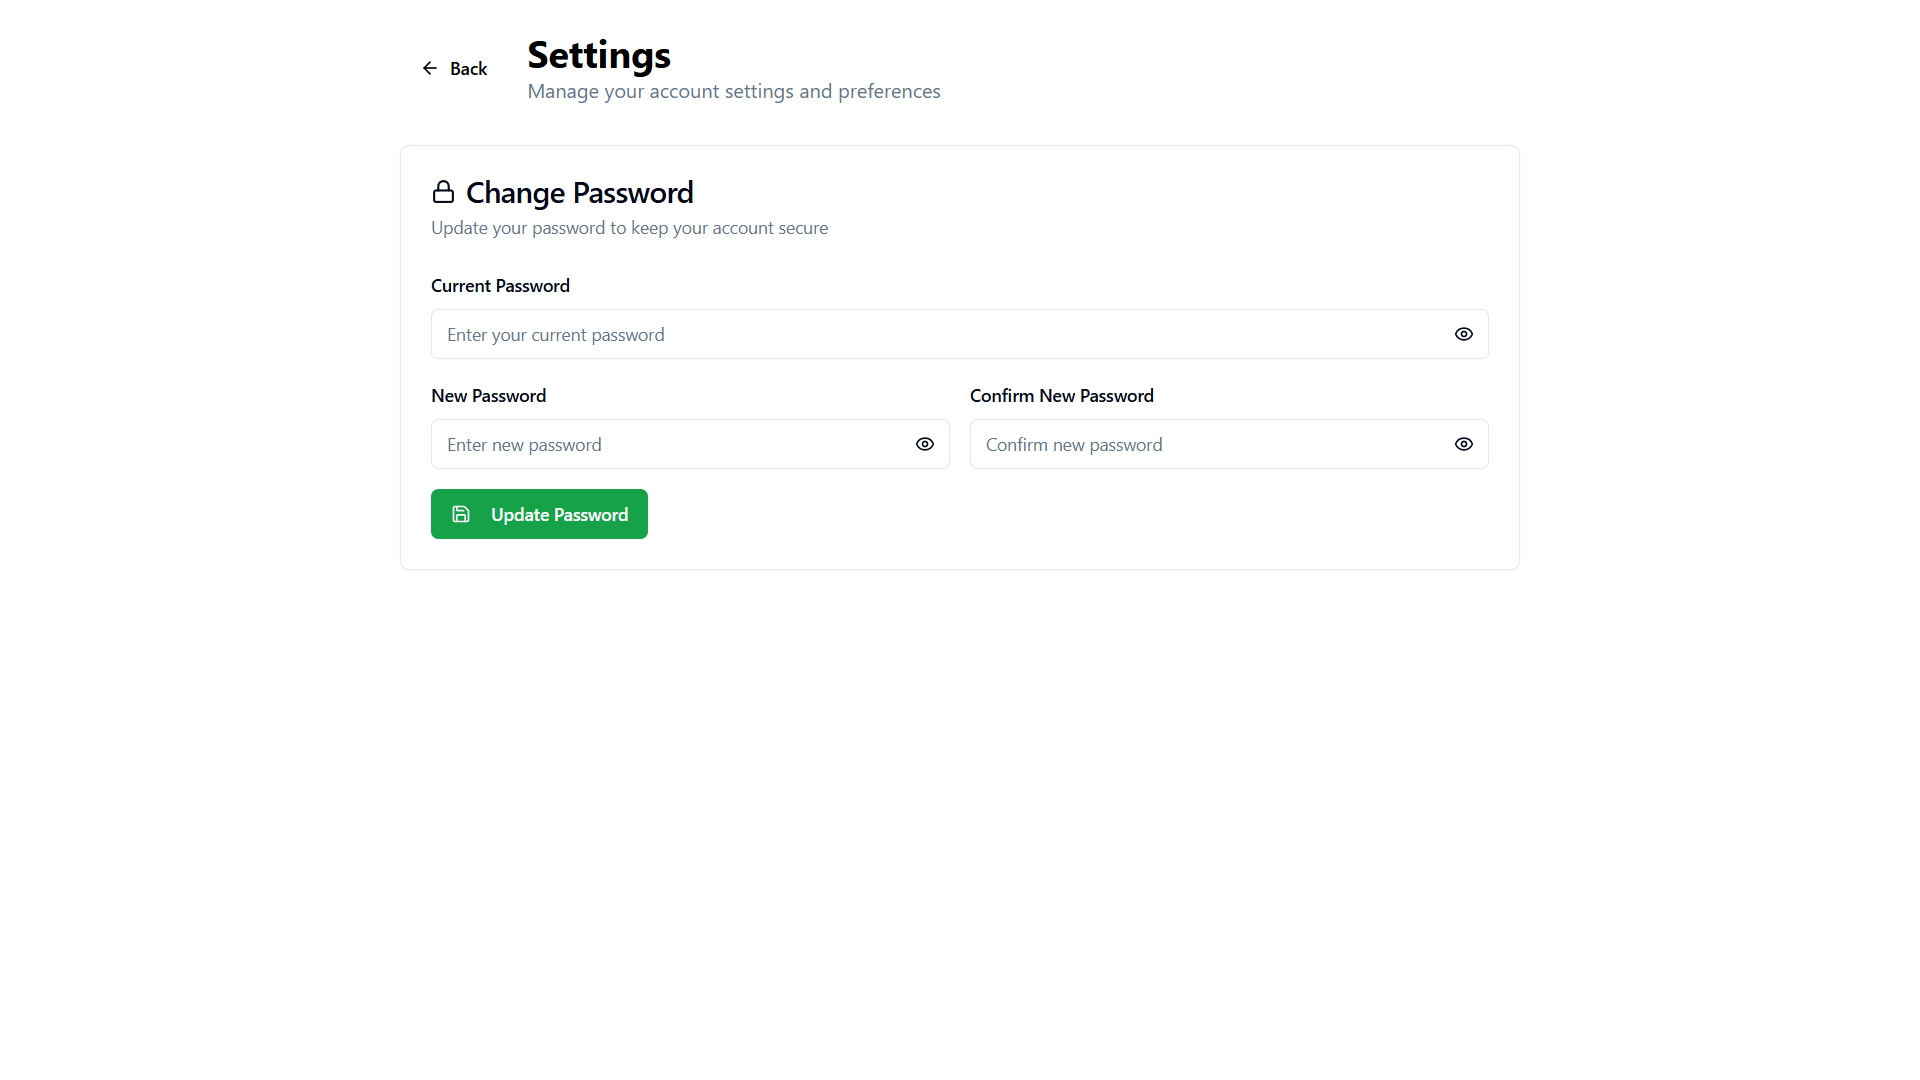 Back
Settings
Manage your account settings and preferences
Change Password
Update your password to keep your account secure
Current Password
Enter your current password
New Password
Enter new password
Confirm New Password
Confirm new password
Update Password